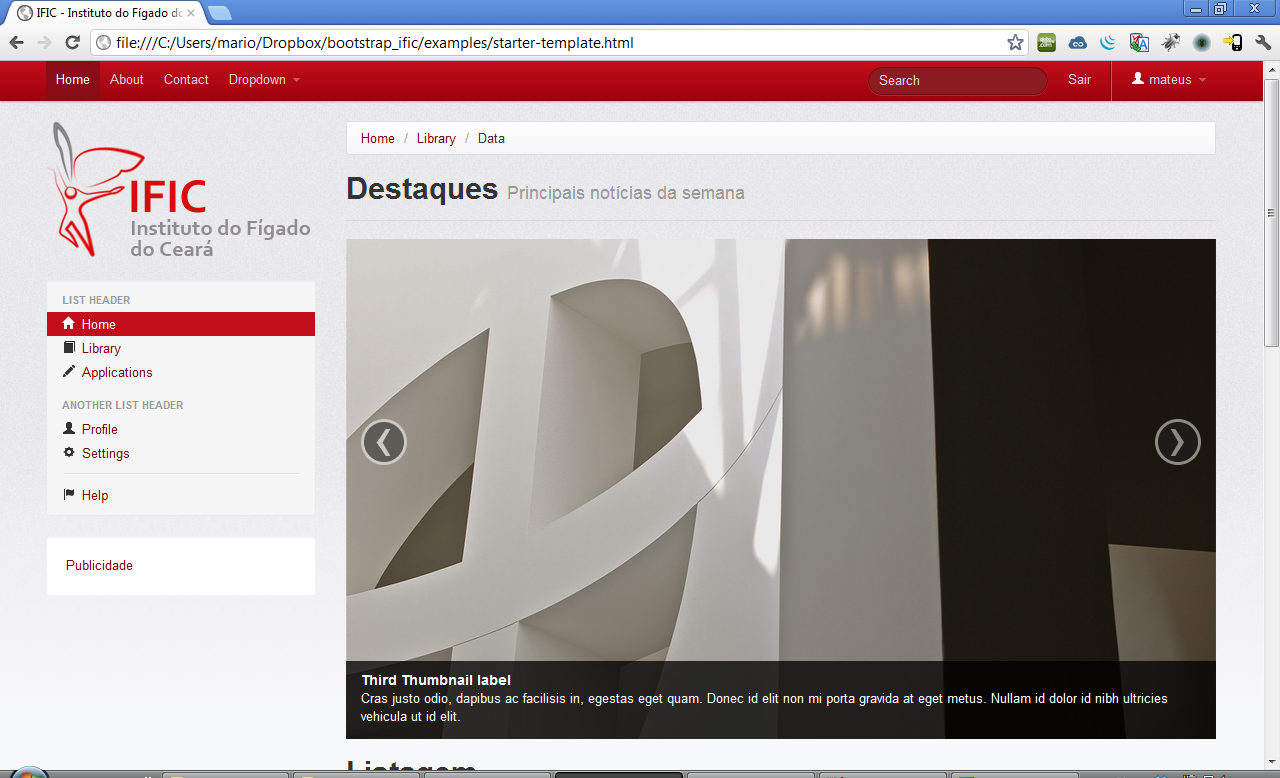 IFIC - Instituto do Fígado do
file:///C:/Users/mario/Dropbox/bootstrap_ific/examples/starter-template.html
Home About Contact Dropdown Search Sair mateus
IFIC
Instituto do Fígado
do Ceará
Home / Library / Data
Destaques Principais notícias da semana
LIST HEADER
Home
Library
Applications
ANOTHER LIST HEADER
Profile
Settings
Help
Publicidade
Third Thumbnail label
Cras justo odio, dapibus ac facilisis in, egestas eget quam. Donec id elit non mi porta gravida at eget metus. Nullam id dolor id nibh ultricies
vehicula ut id elit.
Listagem